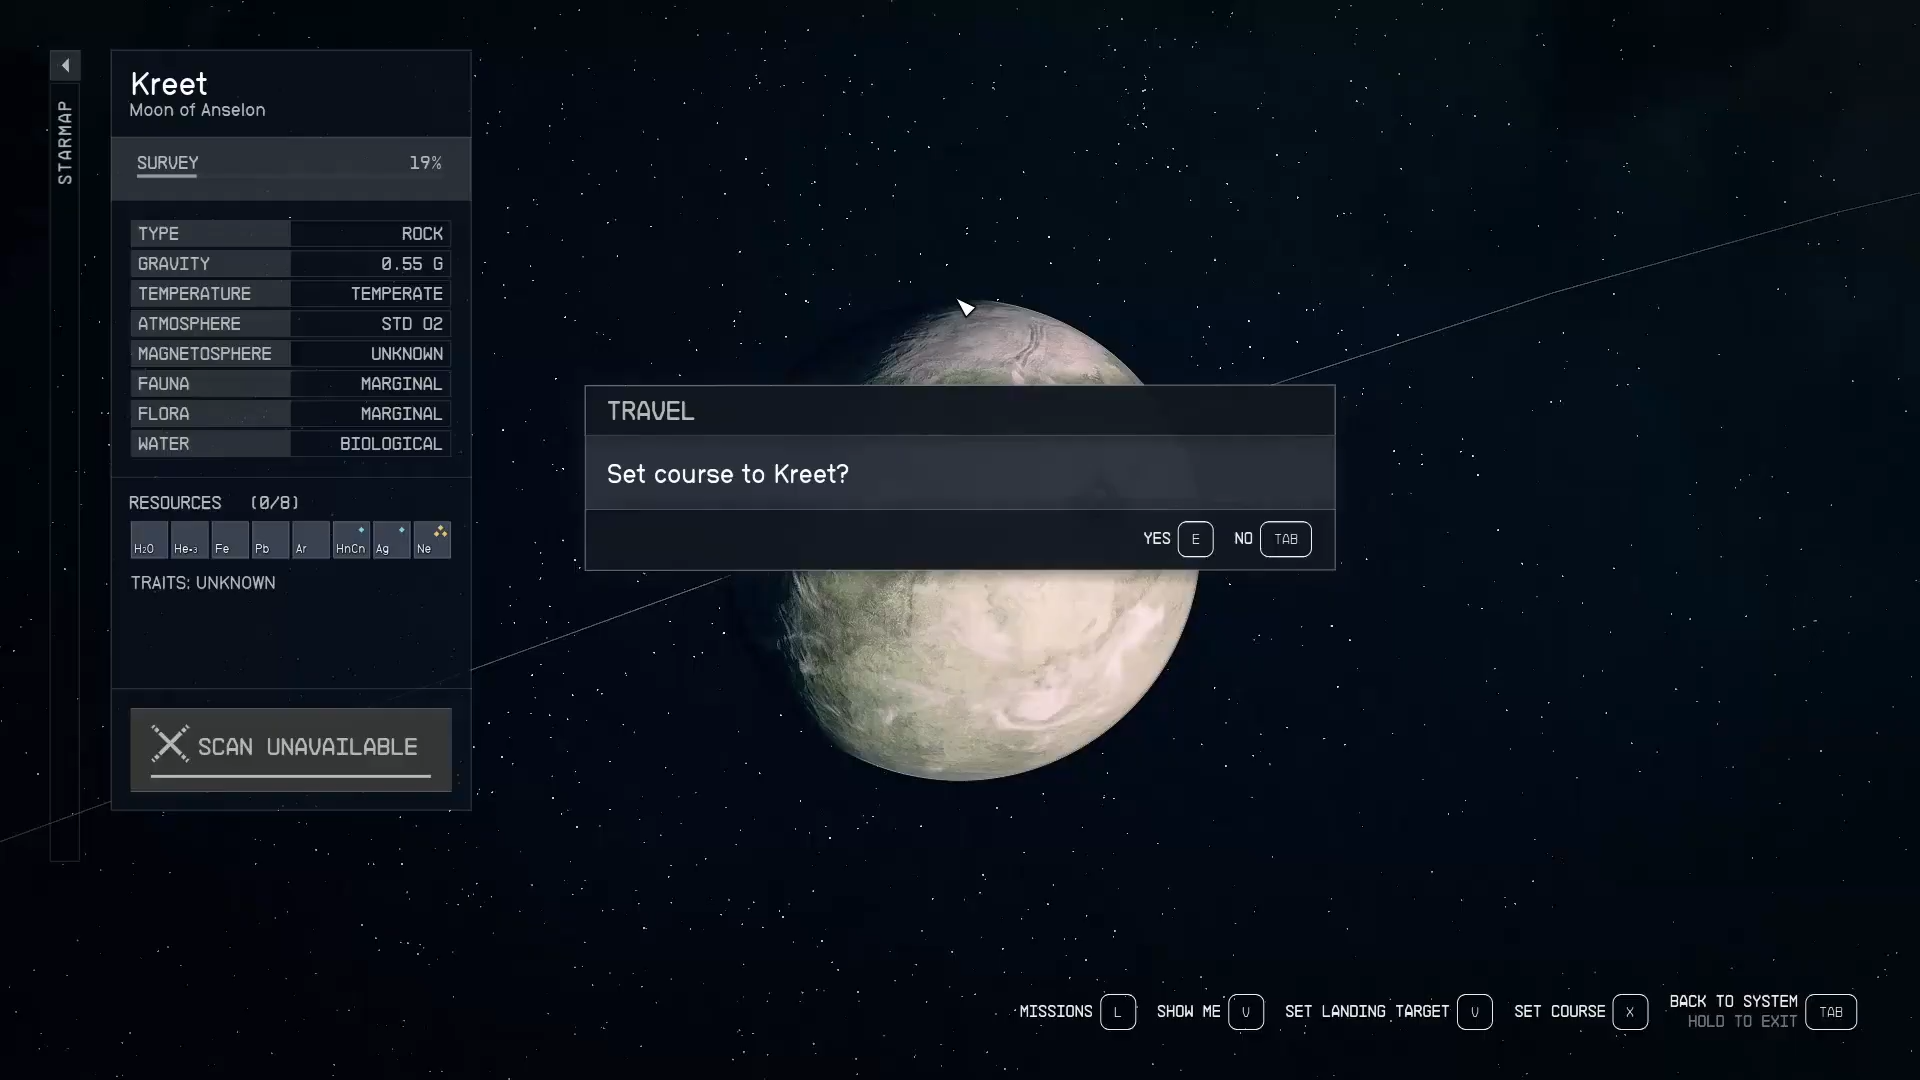 STARMAP
Kreet
Moon of Anselon
SURVEY 19%
TYPE ROCK
GRAVITY 0.55 G
TEMPERATURE TEMPERATE
ATMOSPHERE STD O2
MAGNETOSPHERE UNKNOWN
FAUNA MARGINAL
FLORA MARGINAL
WATER BIOLOGICAL
RESOURCES (0/8)
H2O He-3 Fe Pb Ar HnCn Ag Ne
TRAITS: UNKNOWN
SCAN UNAVAILABLE
TRAVEL
Set course to Kreet?
YES E NO TAB
MISSIONS L SHOW ME V SET LANDING TARGET V SET COURSE X BACK TO SYSTEM TAB
HOLD TO EXIT